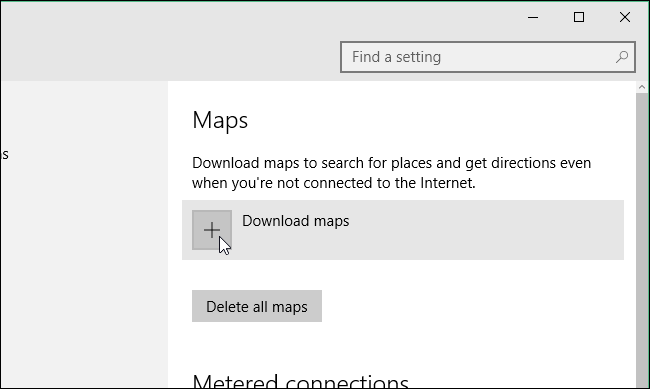 Find a setting
Maps
Download maps to search for places and get directions even
when you're not connected to the Internet.
Download maps
Delete all maps
Metered connections